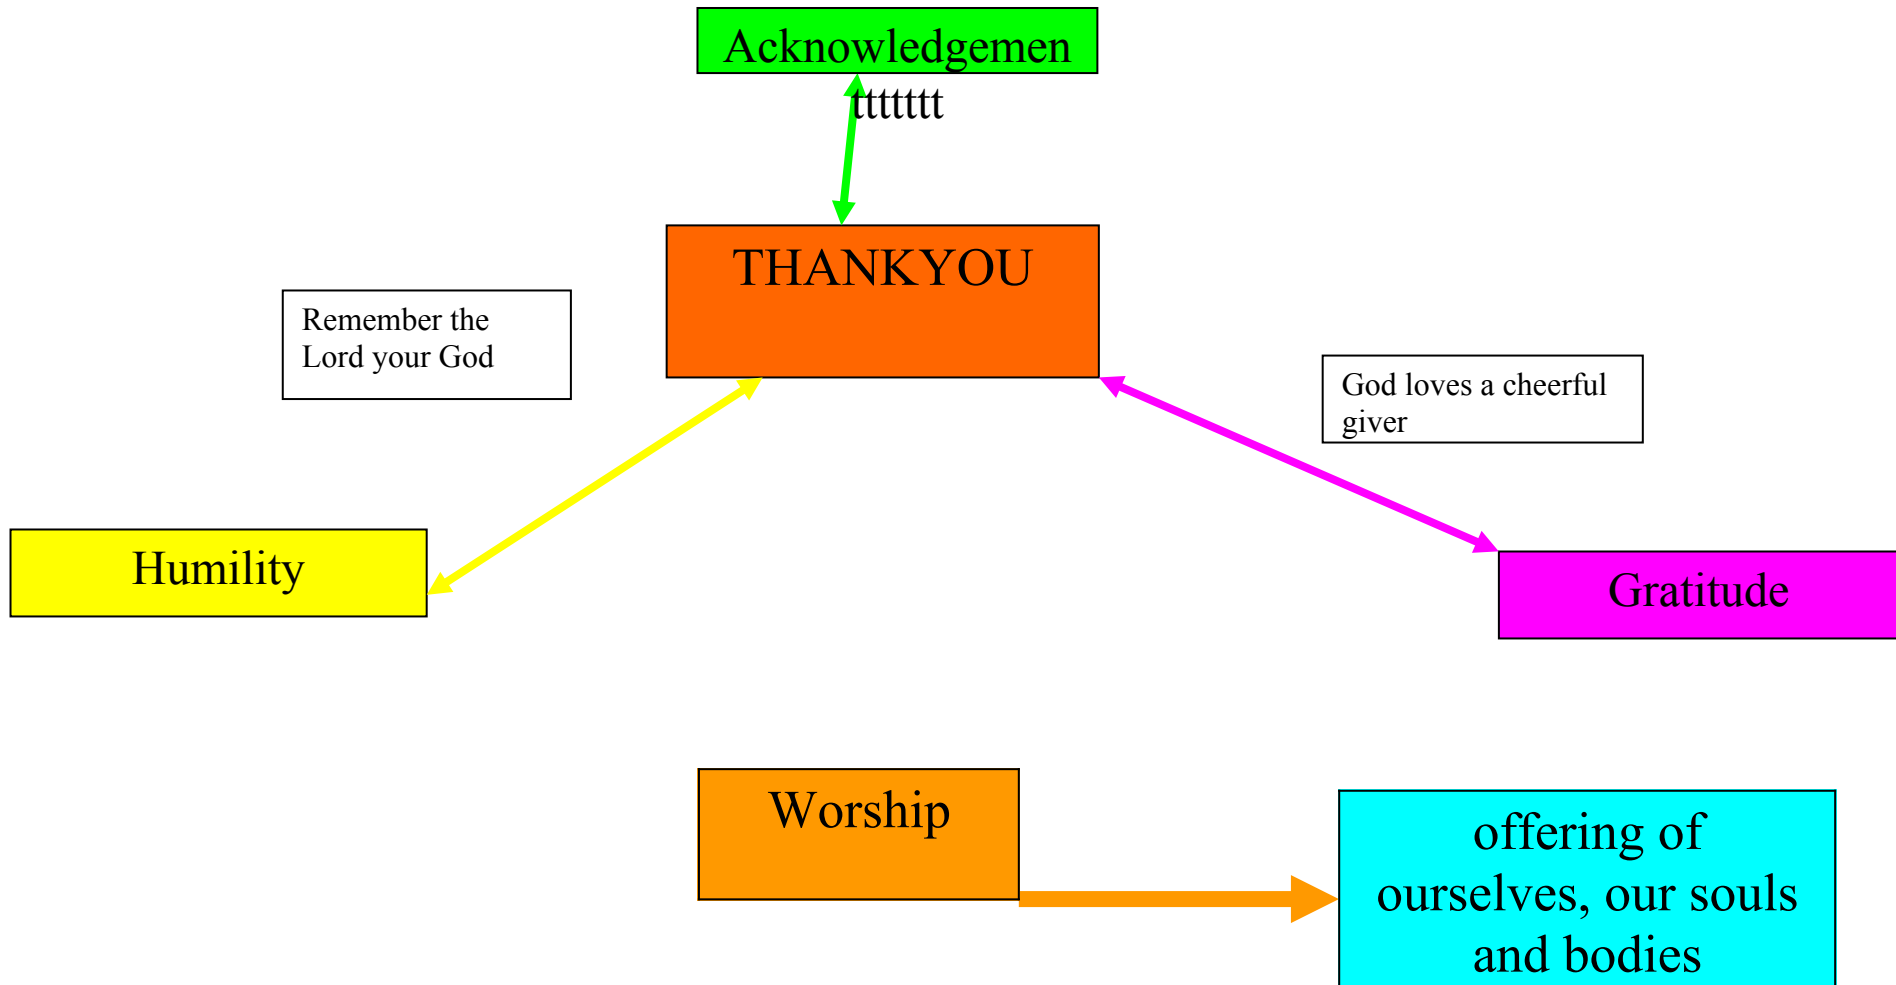 Acknowledgemen
ttttttt
THANKYOU
Remember the
Lord your God
God loves a cheerful
giver
Humility
Gratitude
Worship
offering of
ourselves, our souls
and bodies